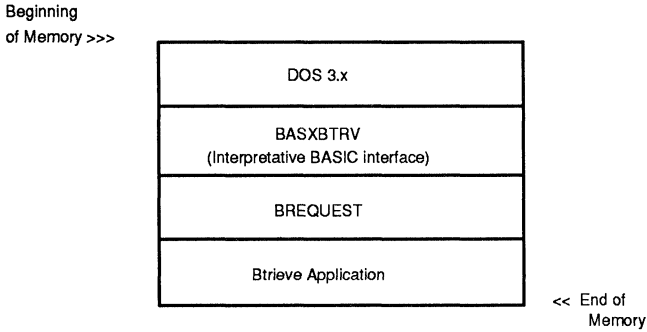 Beginning
of Memory >>>
DOS 3.x
BASXBTRV
(Interpretative BASIC interface)
BREQUEST
Btrieve Application
<< End of
Memory